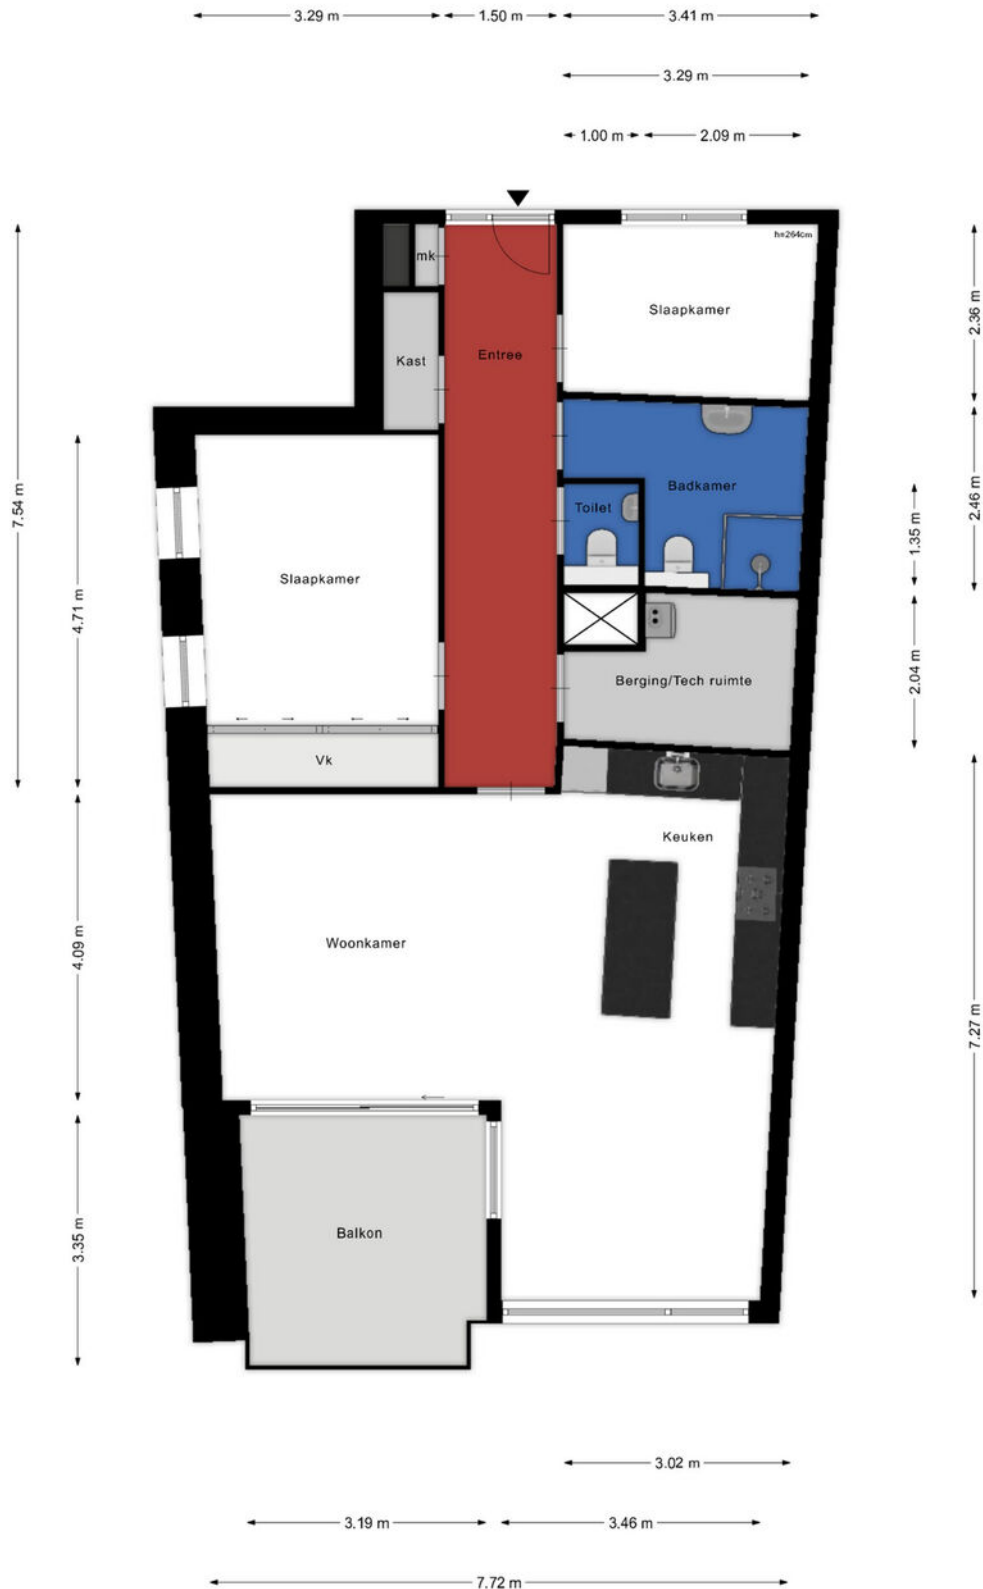 3.29 m
1.50 m
3.41 m
3.29 m
1.00 m
2.09 m
h=264cm
mk
Slaapkamer
2.36 m
Entree
Kast
7.54 m
Badkamer
2.46 m
Toilet
1.35 m
Slaapkamer
4.71 m
Berging/Tech ruimte
2.04 m
Vk
Keuken
Woonkamer
4.09 m
7.27 m
Balkon
3.35 m
3.02 m
3.19 m
3.46 m
7.72 m